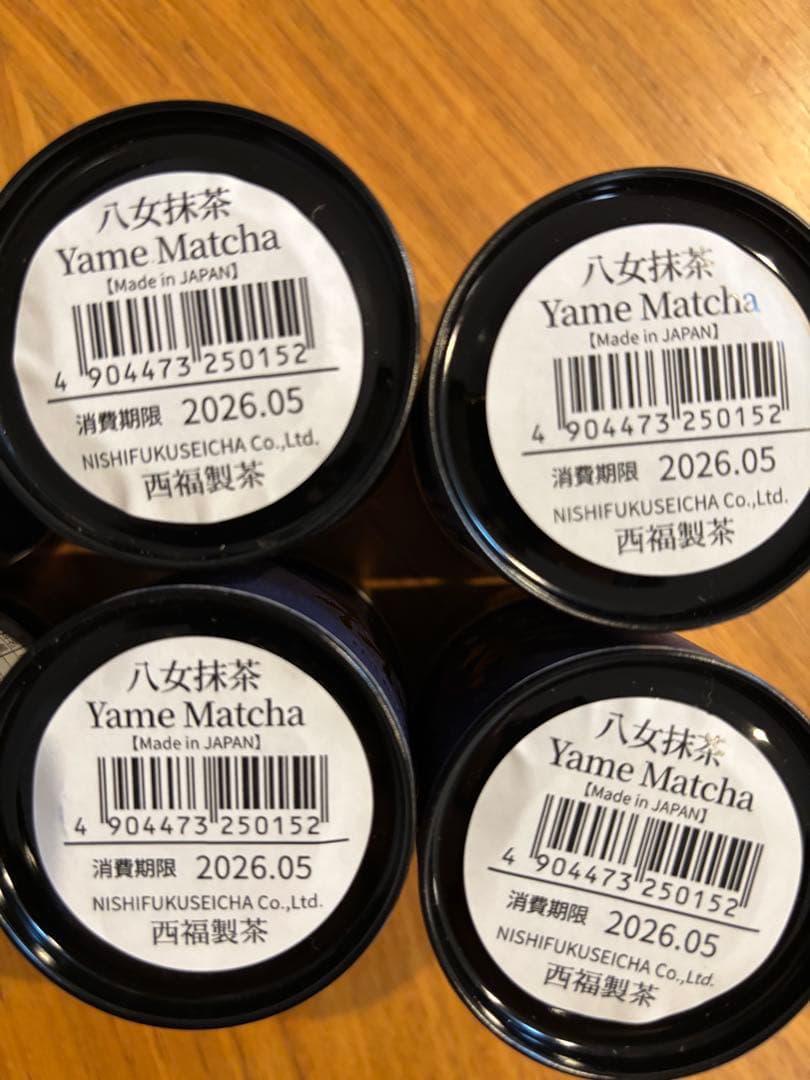 八女抹茶
Yame Matcha
【Made in JAPAN】
4 904473 250152
消費期限 2026.05
NISHIFUKUSEICHA Co.,Ltd.
西福製茶
八女抹茶
Yame Matcha
【Made in JAPAN】
4 904473 250152
消費期限 2026.05
NISHIFUKUSEICHA Co.,Ltd.
西福製茶
八女抹茶
Yame Matcha
【Made in JAPAN】
4 904473 250152
消費期限 2026.05
NISHIFUKUSEICHA Co.,Ltd.
西福製茶
八女抹茶
Yame Matcha
【Made in JAPAN】
4 904473 250152
消費期限 2026.05
NISHIFUKUSEICHA Co.,Ltd.
西福製茶